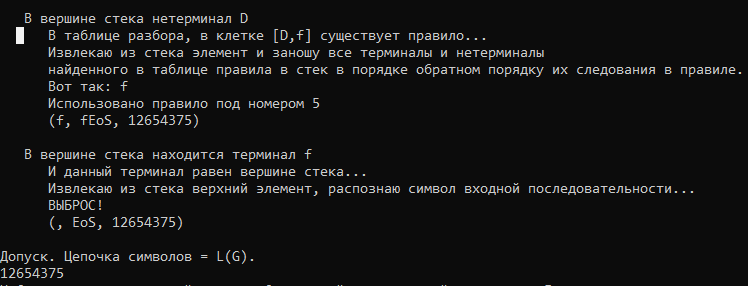 В вершине стека нетерминал D
В таблице разбора, в клетке [D,f] существует правило...
Извлекаю из стека элемент и заношу все терминалы и нетерминалы
найденного в таблице правила в стек в порядке обратном порядку их следования в правиле.
Вот так: f
Использовано правило под номером 5
(f, fEoS, 12654375)
В вершине стека находится терминал f
И данный терминал равен вершине стека...
Извлекаю из стека верхний элемент, распознаю символ входной последовательности...
ВЫБРОС!
(, EoS, 12654375)
Допуск. Цепочка символов = L(G).
12654375